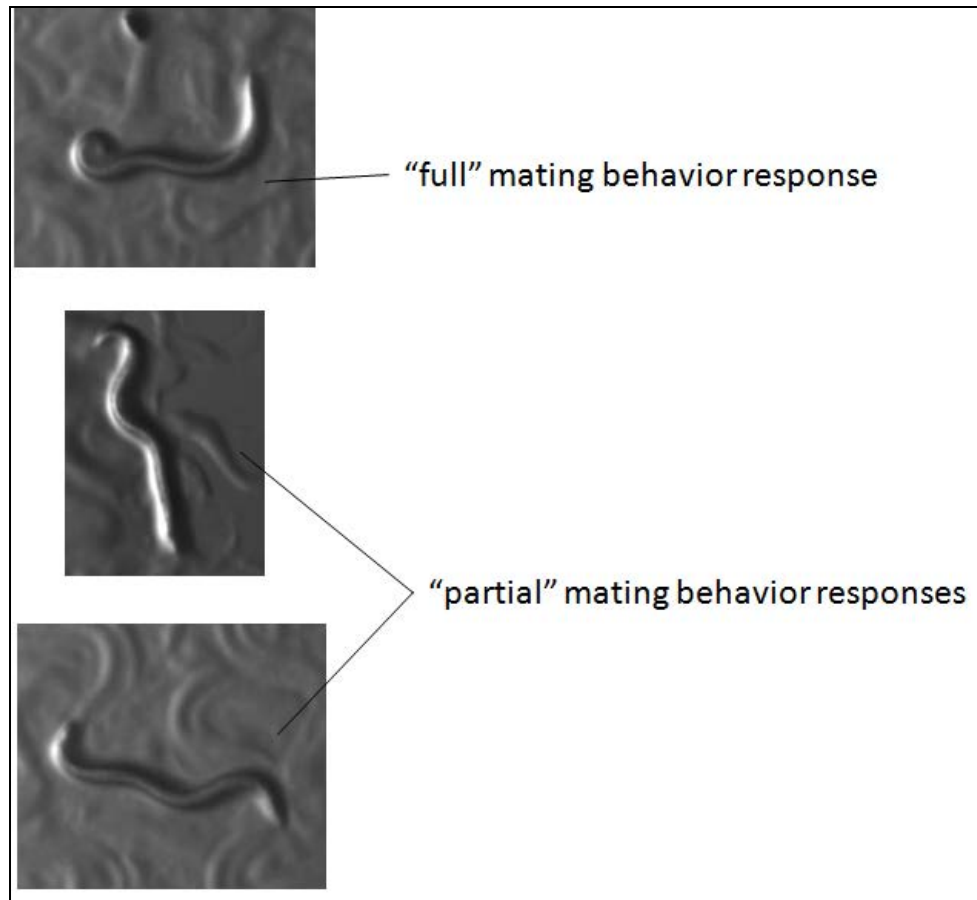 “full” mating behavior response
“partial” mating behavior responses